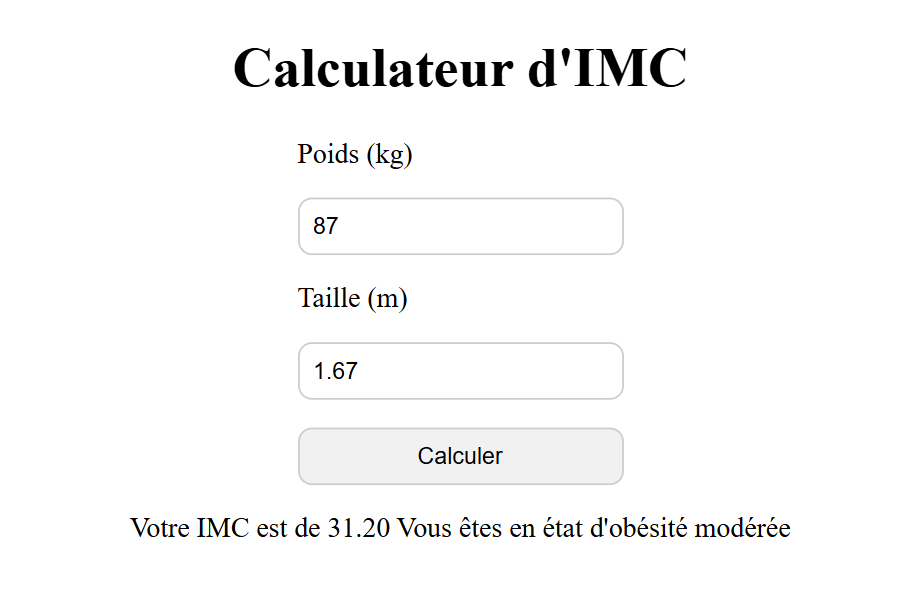 Calculateur d'IMC
Poids (kg)
87
Taille (m)
1.67
Calculer
Votre IMC est de 31.20 Vous êtes en état d'obésité modérée